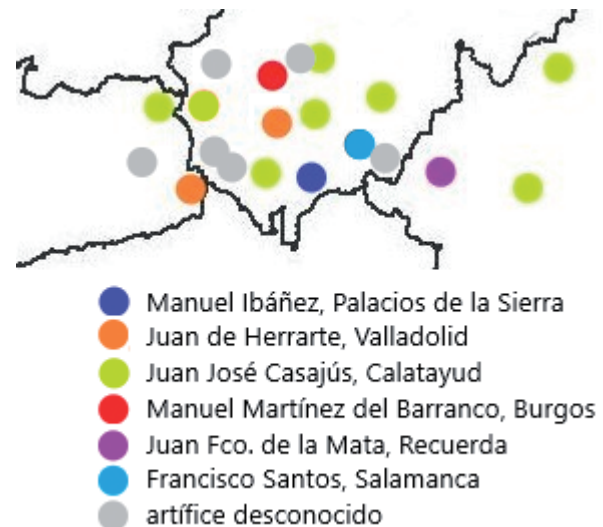 Manuel Ibáñez, Palacios de la Sierra
Juan de Herrarte, Valladolid
Juan José Casajús, Calatayud
Manuel Martínez del Barranco, Burgos
Juan Fco. de la Mata, Recuerda
Francisco Santos, Salamanca
artífice desconocido